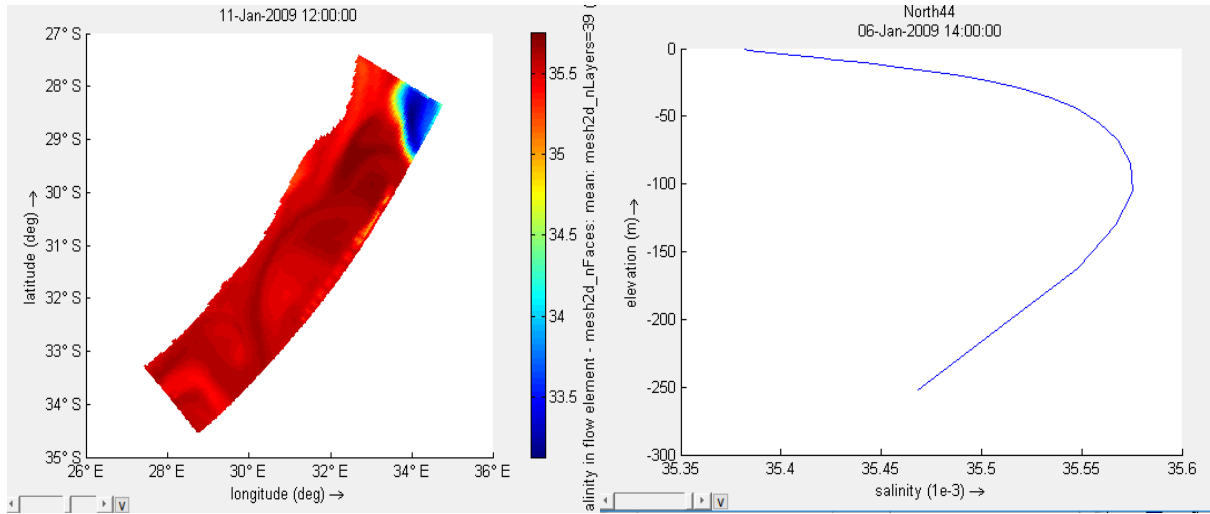 11-Jan-2009 12:00:00
27° S
28° S
29° S
30° S
31° S
32° S
33° S
34° S
35° S
latitude (deg) →
26° E
28° E
30° E
32° E
34° E
36° E
longitude (deg) →
35.5
35
34.5
34
33.5
alinity in flow element - mesh2d_nFaces: mean: mesh2d_nLayers=39 (
V
North44
06-Jan-2009 14:00:00
0
-50
-100
-150
-200
-250
-300
elevation (m) →
35.35
35.4
35.45
35.5
35.55
35.6
salinity (1e-3) →
V